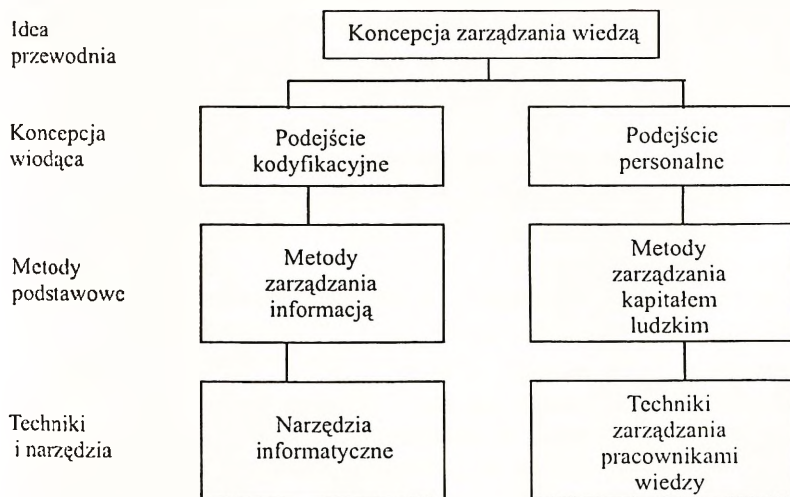 Idea
przewodnia
Koncepcja zarządzania wiedzą
Koncepcja
wiodąca
Podejście
kodyfikacyjne
Podejście
personalne
Metody
podstawowe
Metody
zarządzania
informacją
Metody
zarządzania
kapitałem
ludzkim
Techniki
i narzędzia
Narzędzia
informatyczne
Techniki
zarządzania
pracownikami
wiedzy